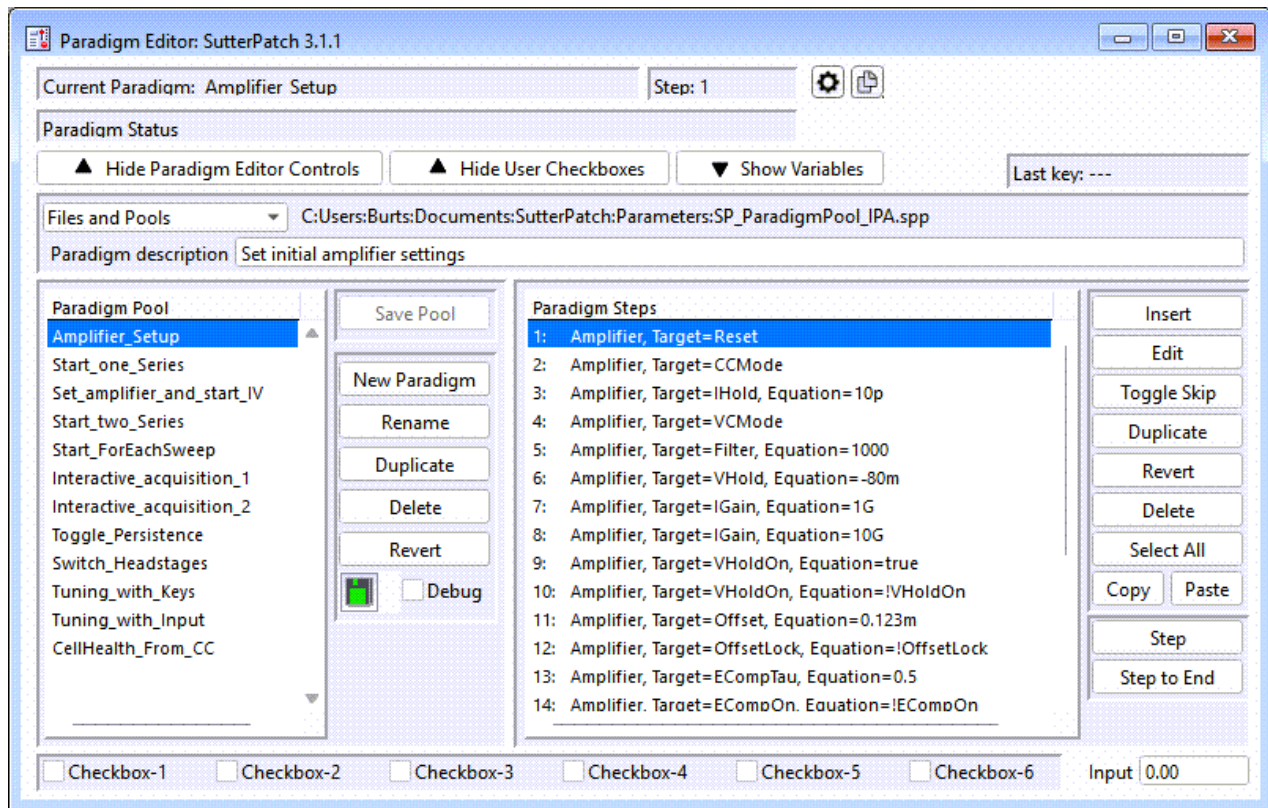 Paradigm Editor: SutterPatch 3.1.1
Current Paradigm: Amplifier_Setup
Step: 1
Paradigm Status
▲ Hide Paradigm Editor Controls
▲ Hide User Checkboxes
▼ Show Variables
Last key: ---
Files and Pools
C:Users:Burts:Documents:SutterPatch:Parameters:SP_ParadigmPool_IPA.spp
Paradigm description Set initial amplifier settings
Paradigm Pool
Amplifier_Setup
Start_one_Series
Set_amplifier_and_start_IV
Start_two_Series
Start_ForEachSweep
Interactive_acquisition_1
Interactive_acquisition_2
Toggle_Persistence
Switch_Headstages
Tuning_with_Keys
Tuning_with_Input
CellHealth_From_CC
Save Pool
New Paradigm
Rename
Duplicate
Delete
Revert
Debug
Paradigm Steps
1: Amplifier, Target=Reset
2: Amplifier, Target=CCMode
3: Amplifier, Target=IHold, Equation=10p
4: Amplifier, Target=VCMode
5: Amplifier, Target=Filter, Equation=1000
6: Amplifier, Target=VHold, Equation=-80m
7: Amplifier, Target=IGain, Equation=1G
8: Amplifier, Target=IGain, Equation=10G
9: Amplifier, Target=VHoldOn, Equation=true
10: Amplifier, Target=VHoldOn, Equation=!VHoldOn
11: Amplifier, Target=Offset, Equation=0.123m
12: Amplifier, Target=OffsetLock, Equation=!OffsetLock
13: Amplifier, Target=ECompTau, Equation=0.5
14: Amplifier, Target=ECompOn, Equation=!ECompOn
Insert
Edit
Toggle Skip
Duplicate
Revert
Delete
Select All
Copy Paste
Step
Step to End
Checkbox-1 Checkbox-2 Checkbox-3 Checkbox-4 Checkbox-5 Checkbox-6 Input 0.00